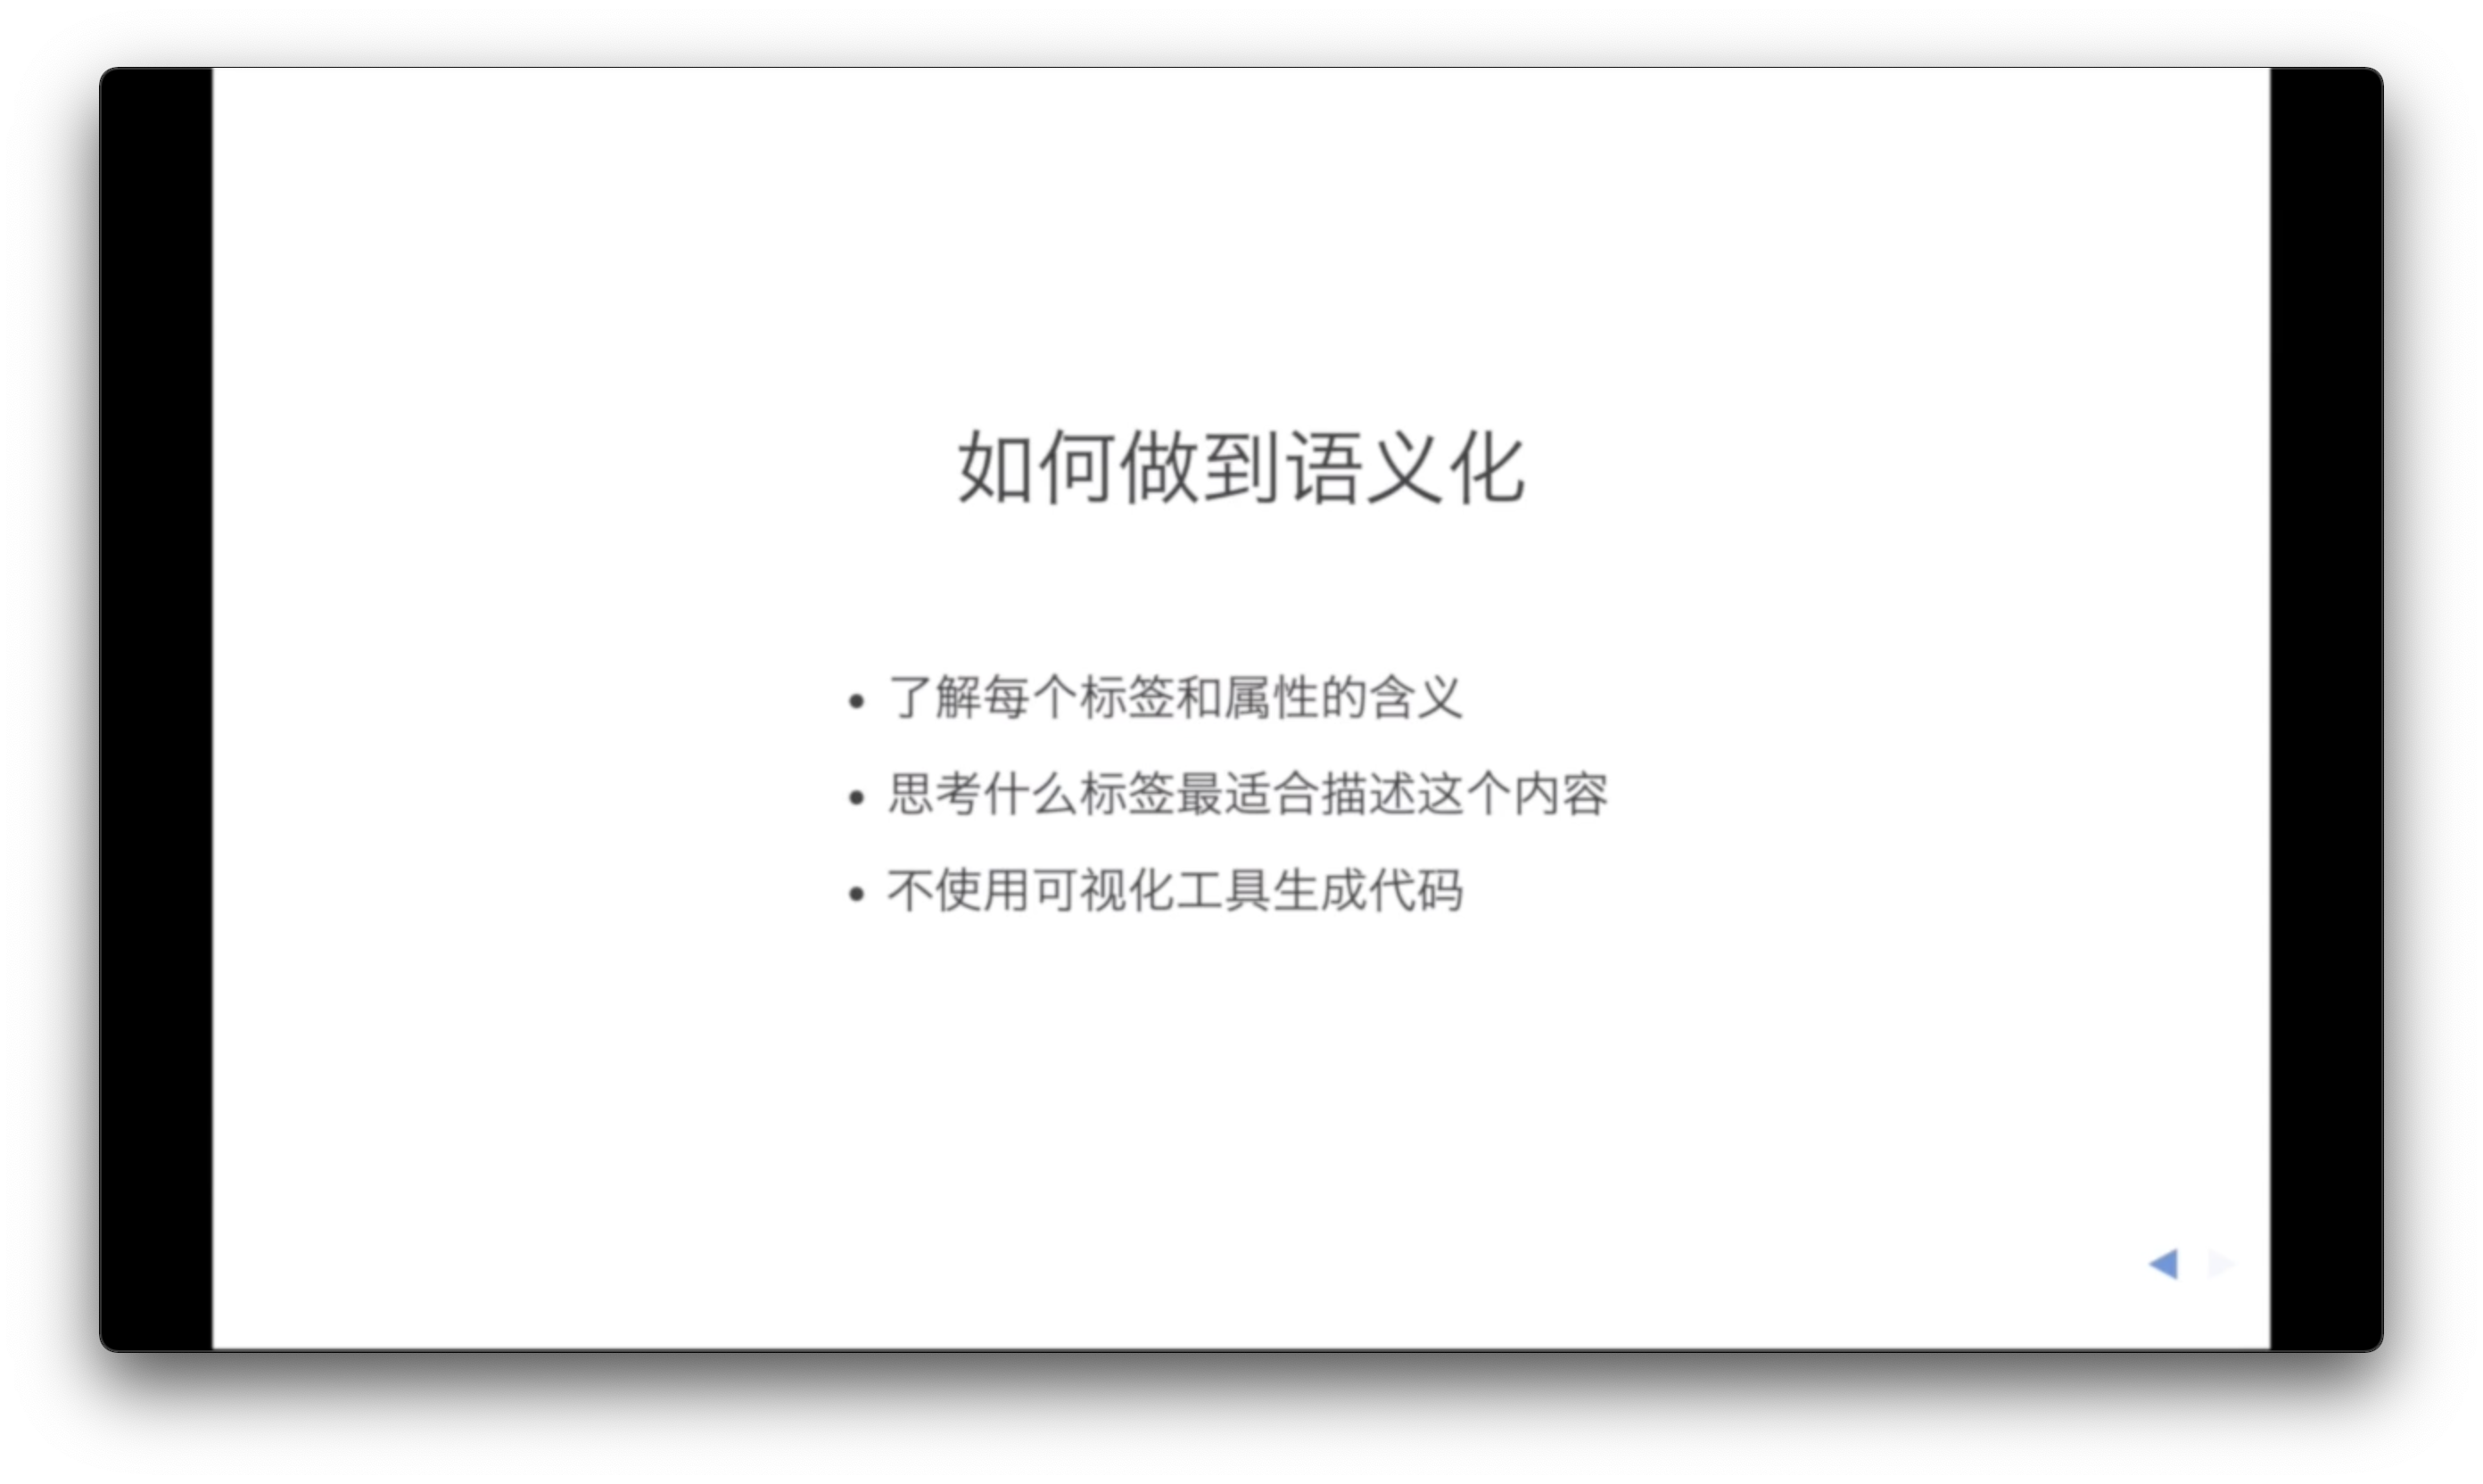 如何做到语义化
• 了解每个标签和属性的含义
• 思考什么标签最适合描述这个内容
• 不使用可视化工具生成代码